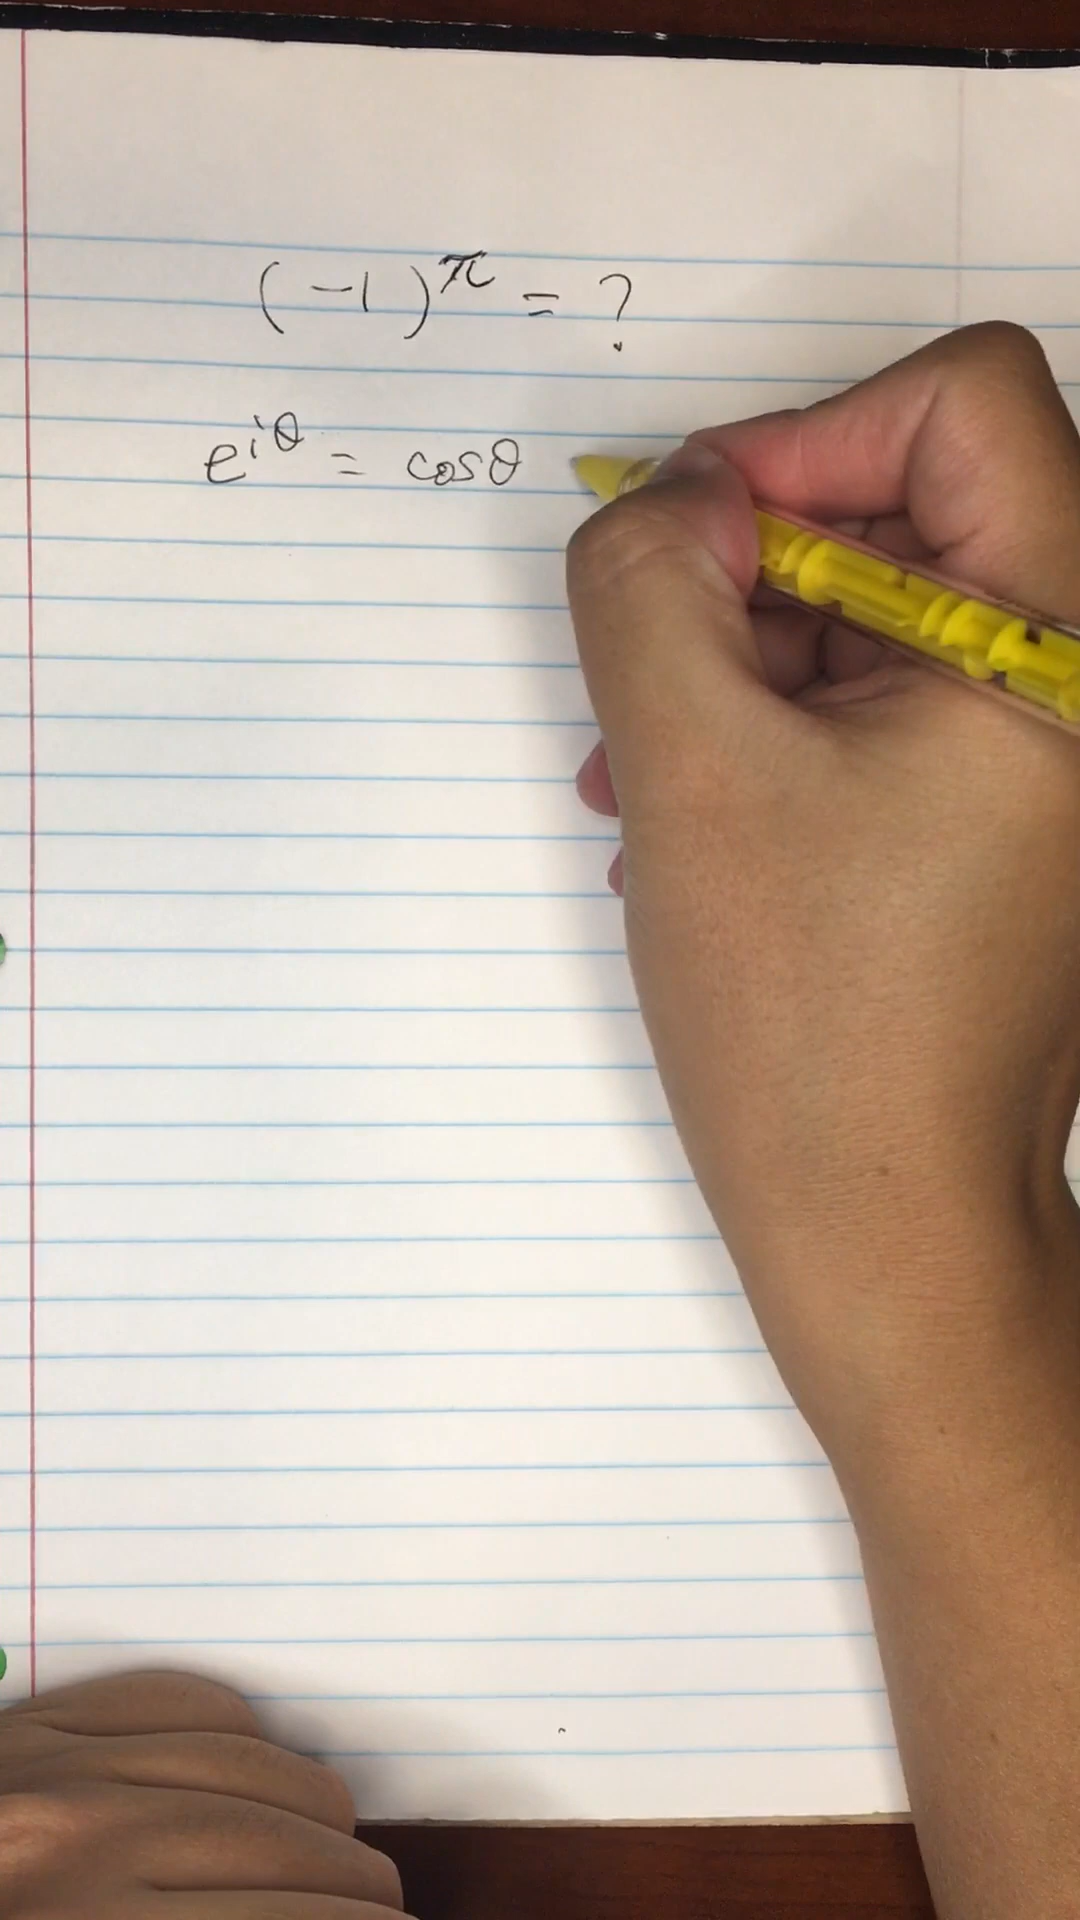 (-1)^π = ?
e^{iθ} = cosθ